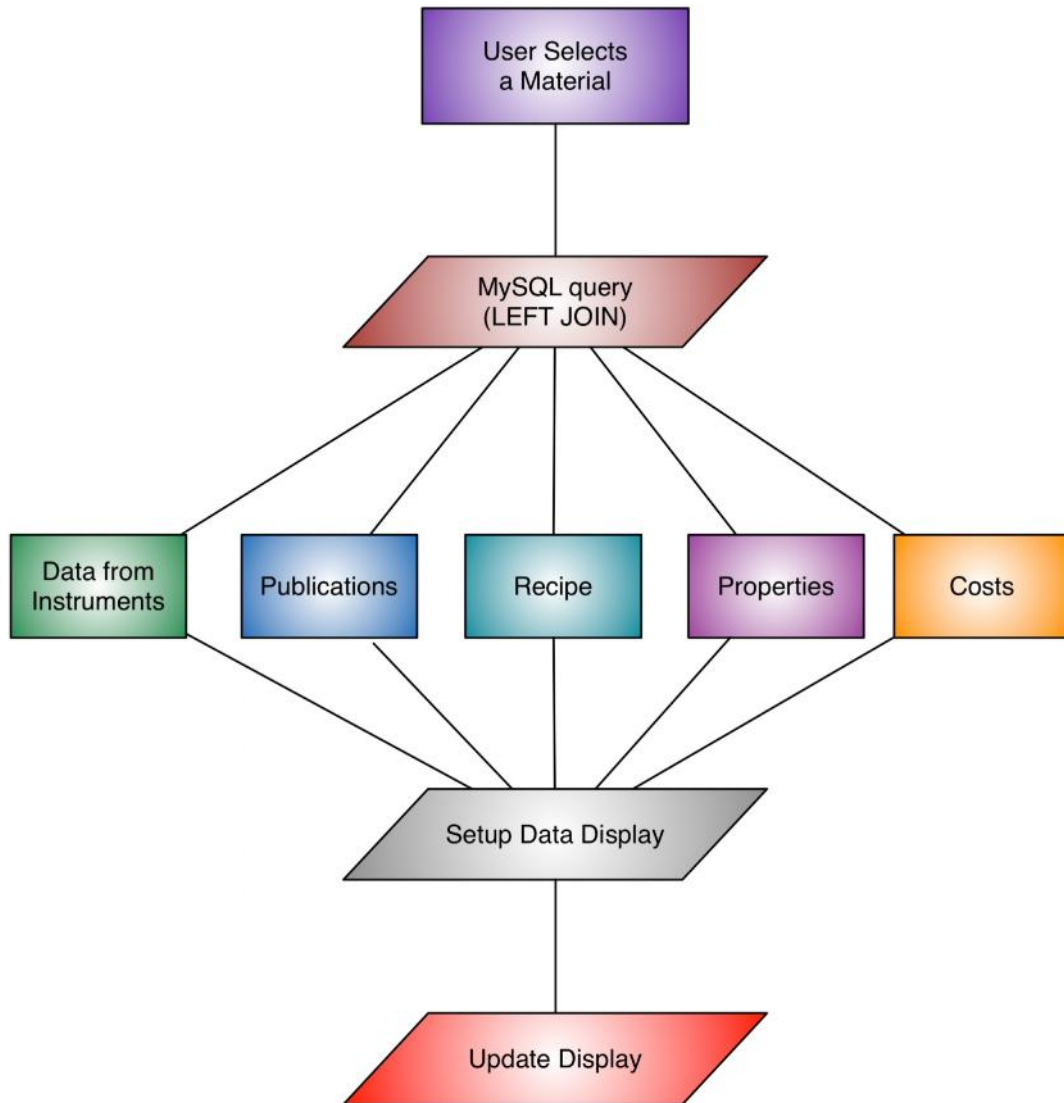 User Selects
a Material
MySQL query
(LEFT JOIN)
Data from
Instruments
Publications
Recipe
Properties
Costs
Setup Data Display
Update Display